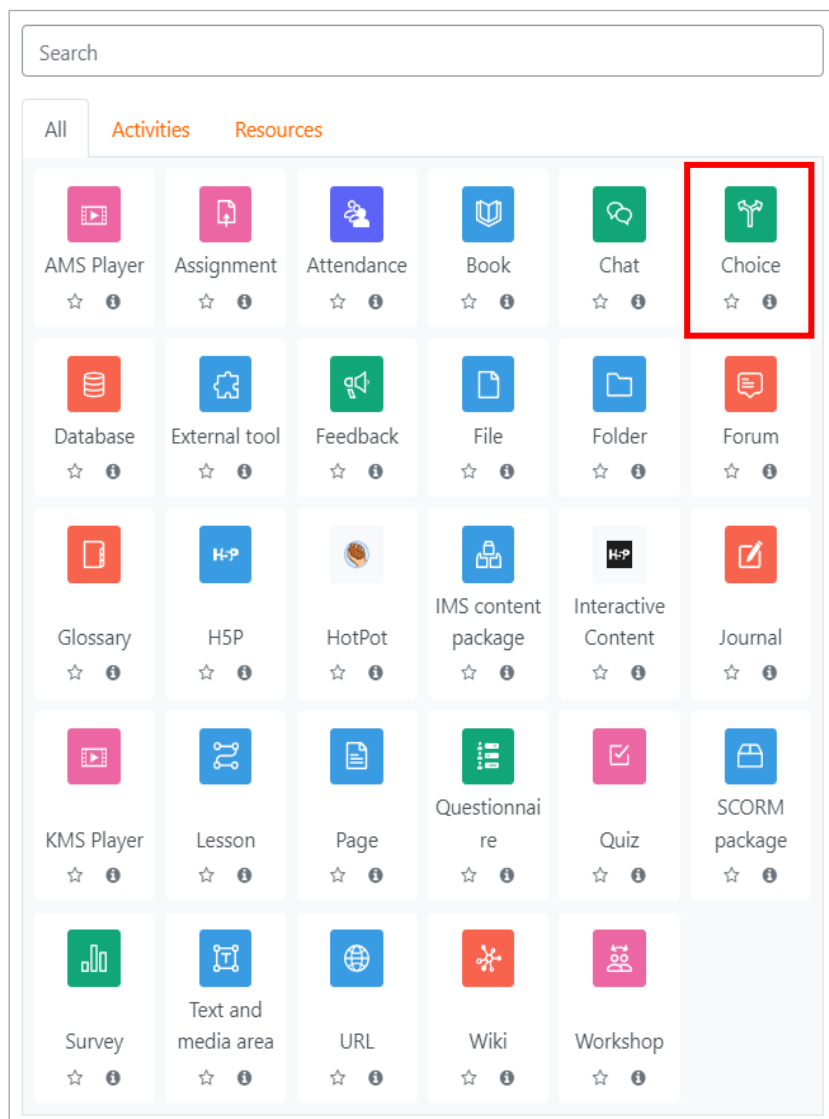 Search
All Activities Resources
AMS Player Assignment Attendance Book Chat Choice
Database External tool Feedback File Folder Forum
H-P H-P
IMS content Interactive
Glossary H5P HotPot package Content Journal
Questionnai SCORM
KMS Player Lesson Page re Quiz package
Text and
Survey media area URL Wiki Workshop